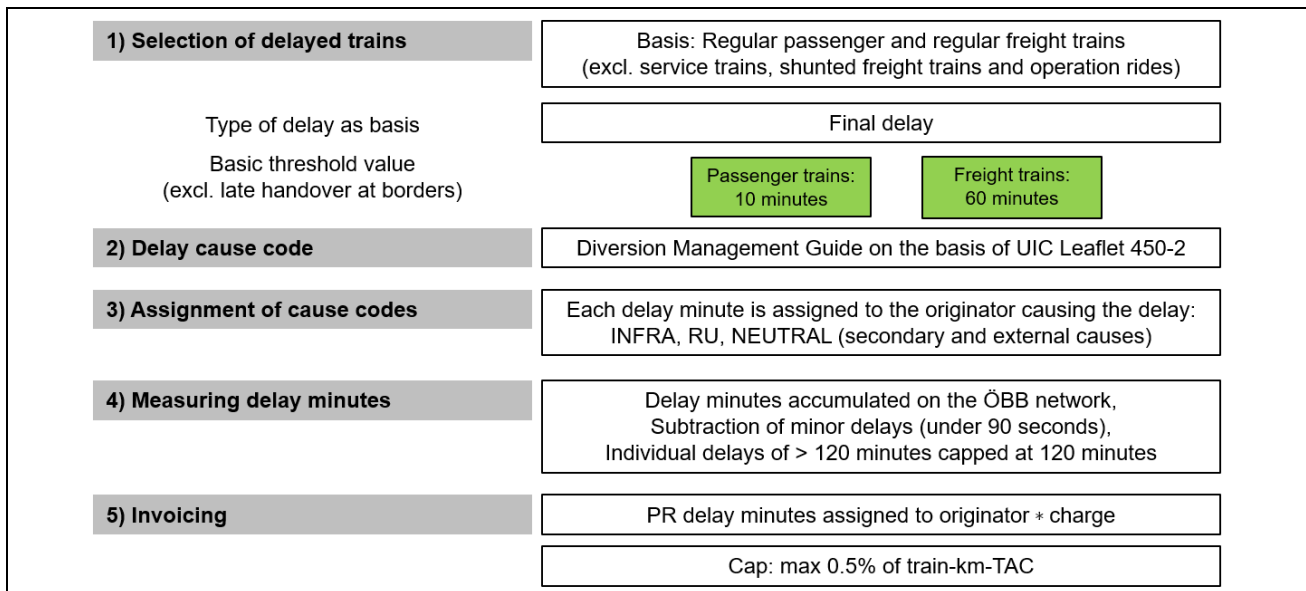 1) Selection of delayed trains
Basis: Regular passenger and regular freight trains
(excl. service trains, shunted freight trains and operation rides)
Type of delay as basis
Final delay
Basic threshold value
(excl. late handover at borders)
Passenger trains:
10 minutes
Freight trains:
60 minutes
2) Delay cause code
Diversion Management Guide on the basis of UIC Leaflet 450-2
3) Assignment of cause codes
Each delay minute is assigned to the originator causing the delay:
INFRA, RU, NEUTRAL (secondary and external causes)
4) Measuring delay minutes
Delay minutes accumulated on the ÖBB network,
Subtraction of minor delays (under 90 seconds),
Individual delays of > 120 minutes capped at 120 minutes
5) Invoicing
PR delay minutes assigned to originator * charge
Cap: max 0.5% of train-km-TAC